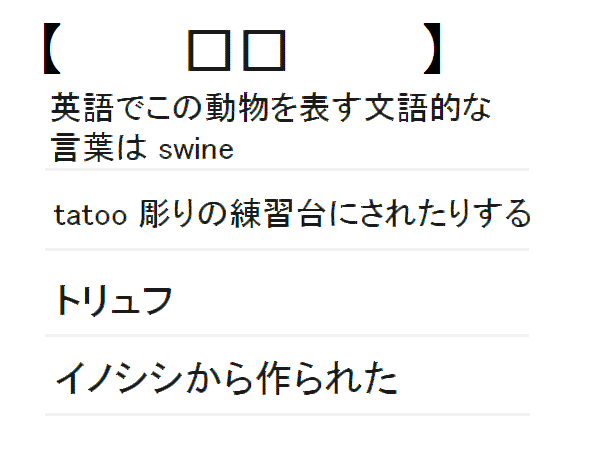 【 □□ 】
英語でこの動物を表す文語的な
言葉は swine
tatoo 彫りの練習台にされたりする
トリュフ
イノシシから作られた